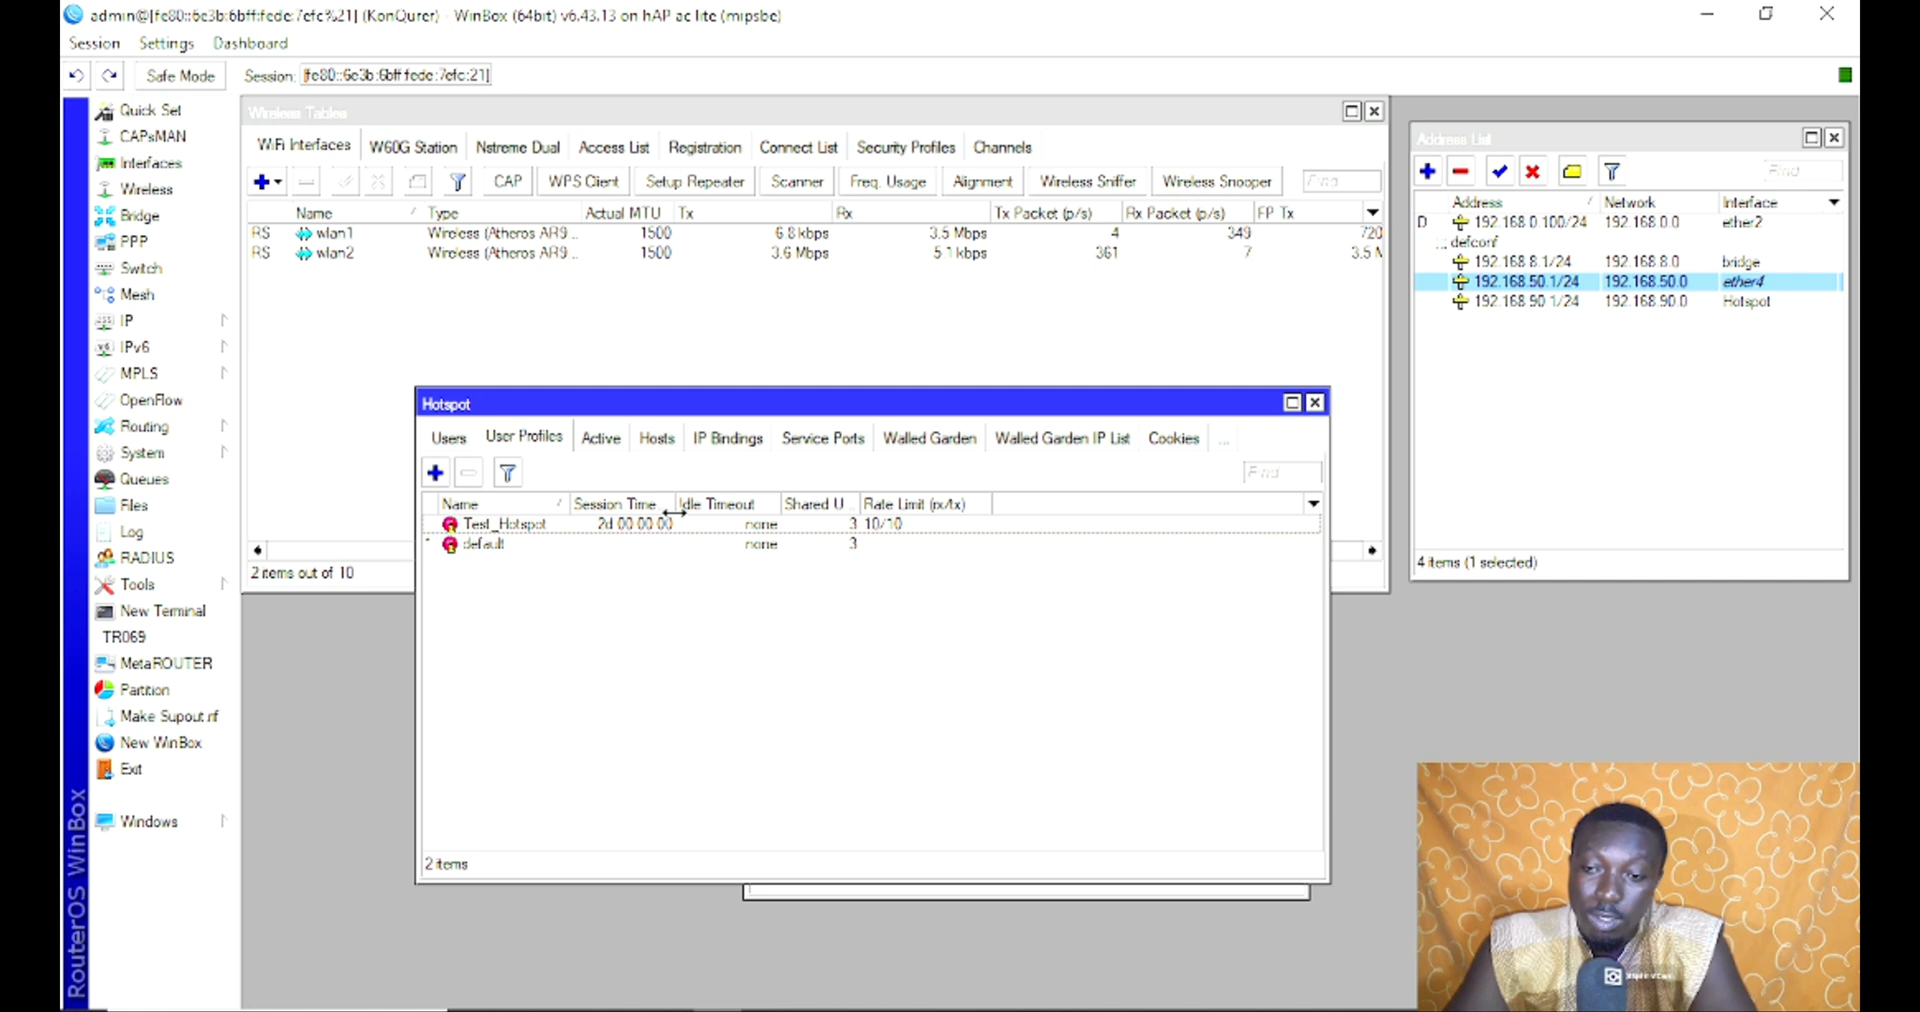 admin@[fe80::6e3b:6bff:fede:7efc%21] (KonQurer) - WinBox (64bit) v6.43.13 on hAP ac lite (mipsbe)
Session Settings Dashboard
Safe Mode Session: [fe80::6e3b:6bff:fede:7efc:21]
Quick Set
CAPsMAN
Interfaces
Wireless
Bridge
PPP
Switch
Mesh
IP
IPv6
MPLS
OpenFlow
Routing
System
Queues
Files
Log
RADIUS
Tools
New Terminal
TR069
MetaROUTER
Partition
Make Supout.rif
New WinBox
Exit
Windows
RouterOS WinBox
Wireless Tables
WiFi Interfaces W60G Station Nstreme Dual Access List Registration Connect List Security Profiles Channels
CAP WPS Client Setup Repeater Scanner Freq. Usage Alignment Wireless Sniffer Wireless Snooper Find
Name Type Actual MTU Tx Rx Tx Packet (p/s) Rx Packet (p/s) FP Tx
RS wlan1 Wireless (Atheros AR9... 1500 6.8 kbps 3.5 Mbps 4 349 720
RS wlan2 Wireless (Atheros AR9... 1500 3.6 Mbps 5.1 kbps 361 7 3.5 M
2 items out of 10
Address List
Find
Address Network Interface
D 192.168.0.100/24 192.168.0.0 ether2
... defconf
192.168.8.1/24 192.168.8.0 bridge
192.168.50.1/24 192.168.50.0 ether4
192.168.90.1/24 192.168.90.0 Hotspot
4 items (1 selected)
Hotspot
Users User Profiles Active Hosts IP Bindings Service Ports Walled Garden Walled Garden IP List Cookies ...
Find
Name Session Time Idle Timeout Shared U... Rate Limit (rx/tx)
Test_Hotspot 2d 00:00:00 none 3 10/10
* default none 3
2 items